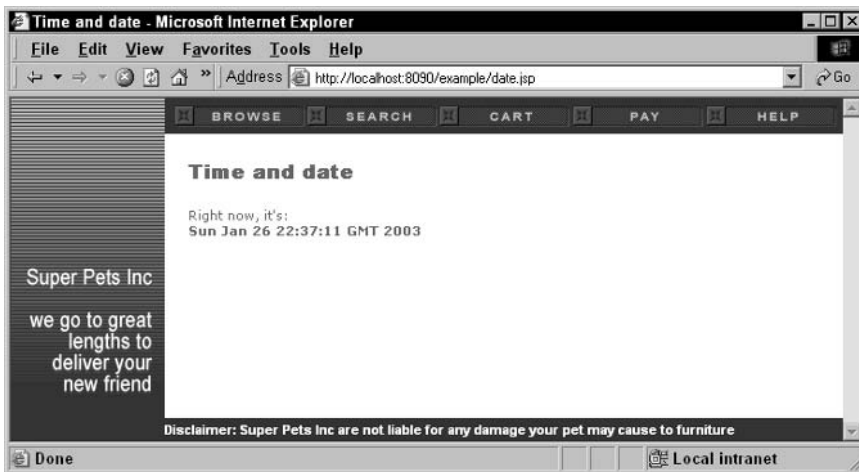 Time and date - Microsoft Internet Explorer
File Edit View Favorites Tools Help
» Address http://localhost:8090/example/date.jsp Go
BROWSE SEARCH CART PAY HELP
Time and date
Right now, it's:
Sun Jan 26 22:37:11 GMT 2003
Super Pets Inc
we go to great
lengths to
deliver your
new friend
Disclaimer: Super Pets Inc are not liable for any damage your pet may cause to furniture
Done Local intranet